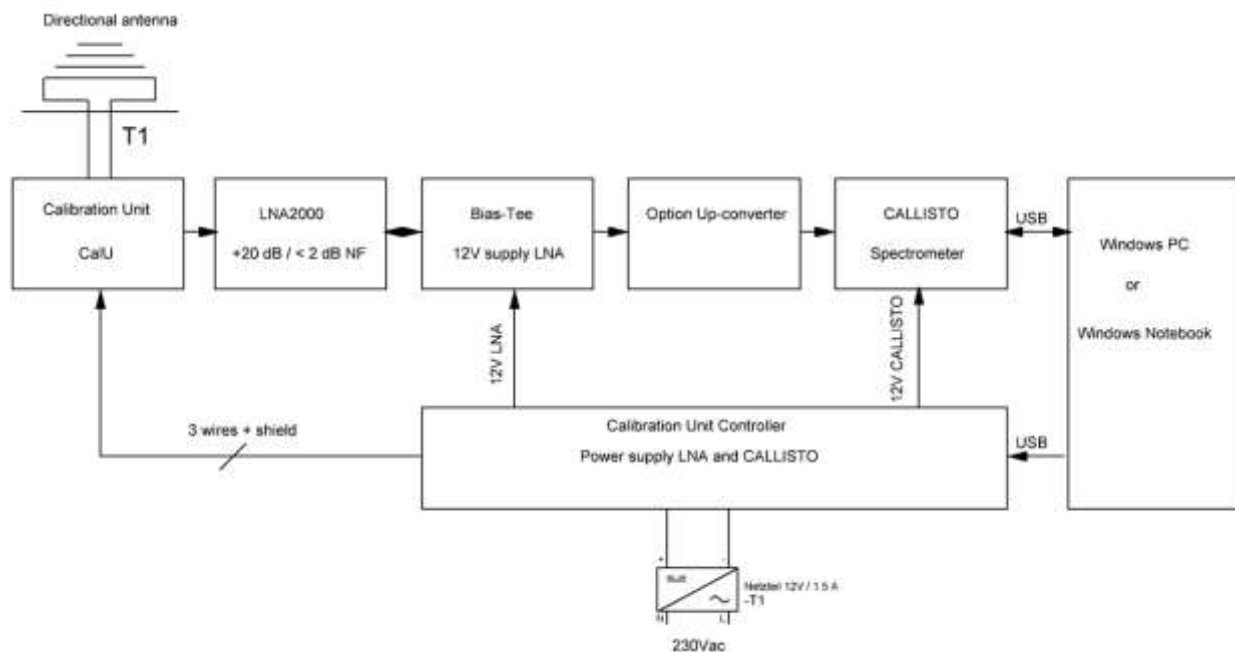 Directional antenna
T1
Calibration Unit
CalU
LNA2000
+20 dB / < 2 dB NF
Bias-Tee
12V supply LNA
Option Up-converter
CALLISTO
Spectrometer
USB
Windows PC
or
Windows Notebook
12V LNA
12V CALLISTO
3 wires + shield
Calibration Unit Controller
Power supply LNA and CALLISTO
USB
+ -
Netzteil 12V / 1.5 A
-T1
N L
230Vac